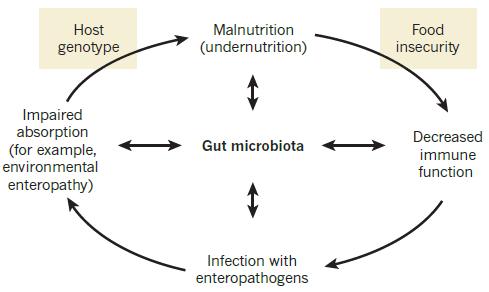 Host
genotype
Malnutrition
(undernutrition)
Food
insecurity
Impaired
absorption
(for example,
environmental
enteropathy)
Gut microbiota
Decreased
immune
function
Infection with
enteropathogens